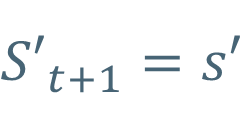 S′ₜ₊₁ = s′